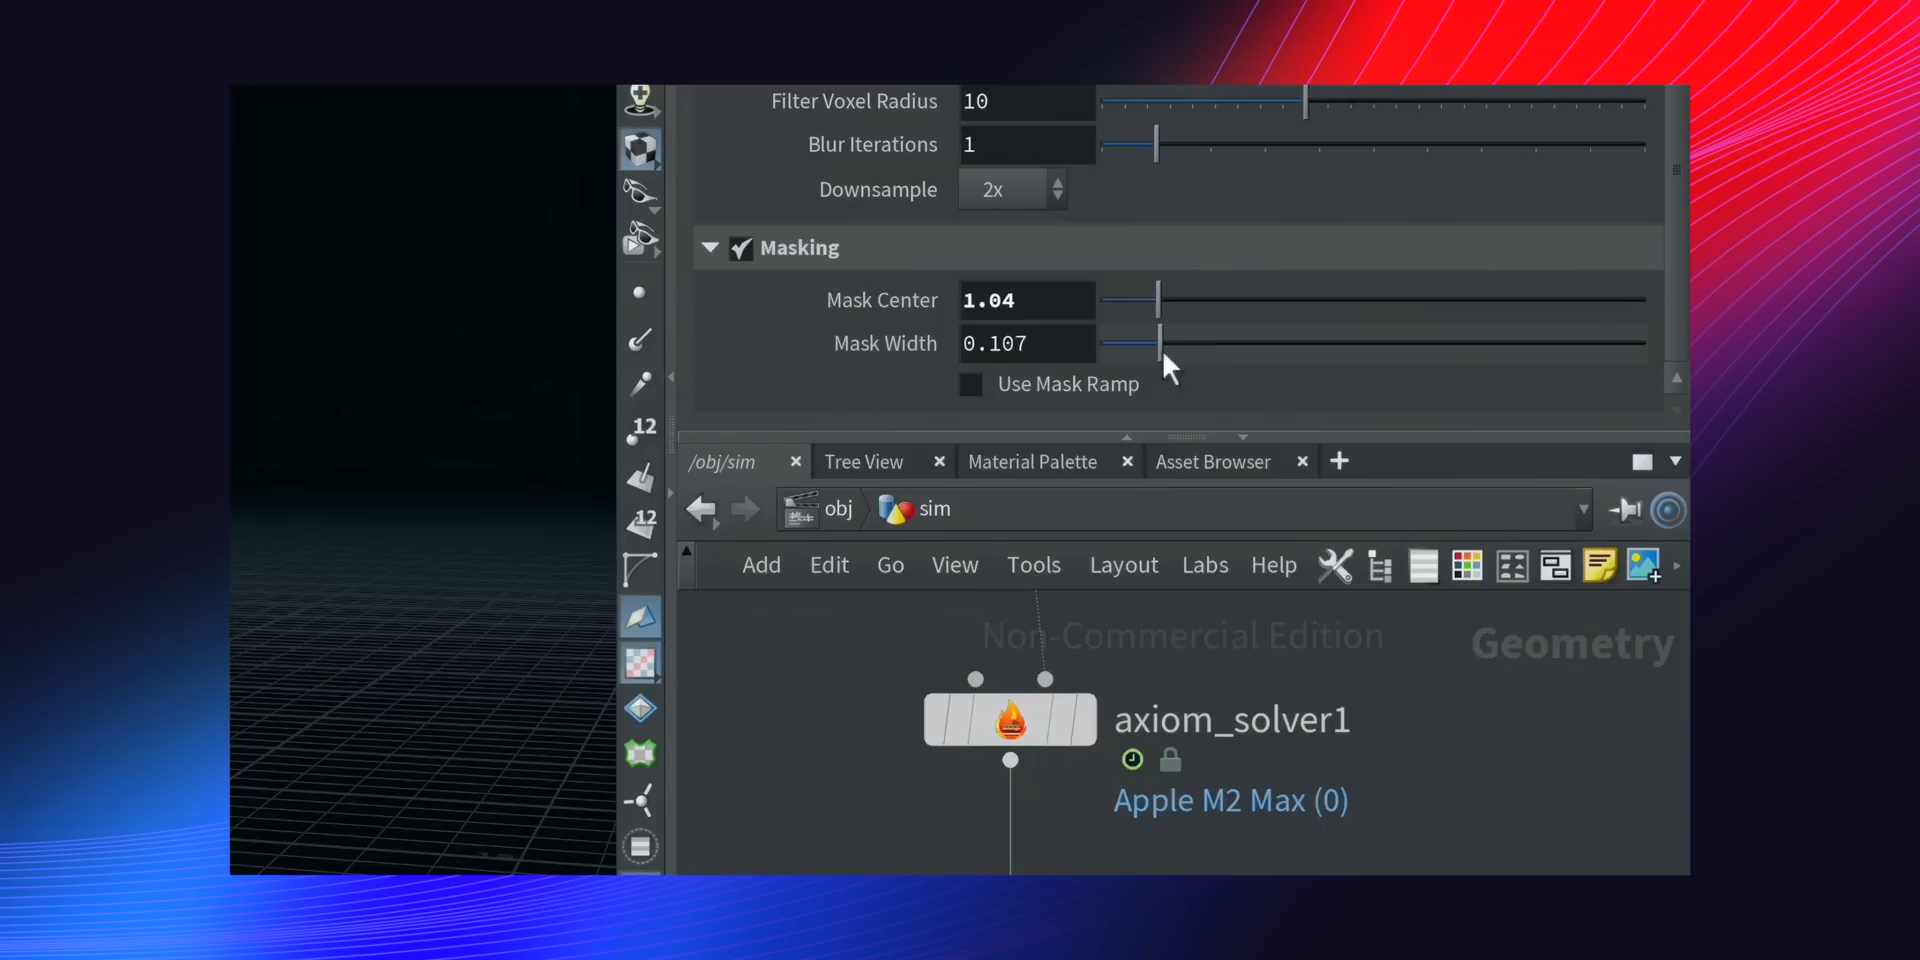 Filter Voxel Radius 10
Blur Iterations 1
Downsample 2x
Masking
Mask Center 1.04
Mask Width 0.107
Use Mask Ramp
12
12
/obj/sim Tree View Material Palette Asset Browser
obj sim
Add Edit Go View Tools Layout Labs Help
Non-Commercial Edition
Geometry
axiom_solver1
Apple M2 Max (0)